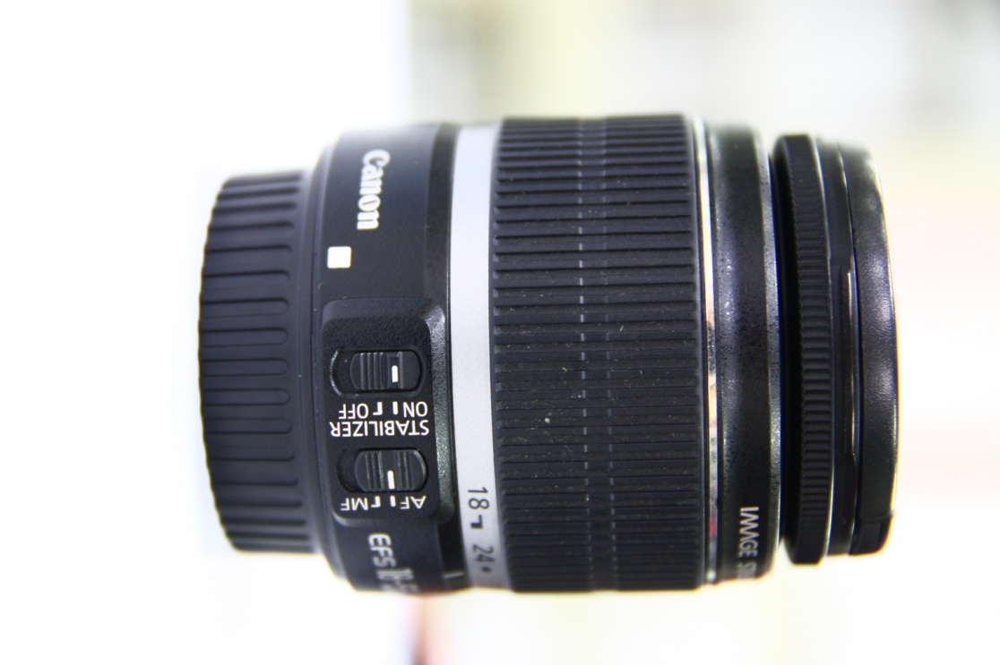 Canon
ON OFF
STABILIZER
AF MF
EFS
18 24
IMAGE